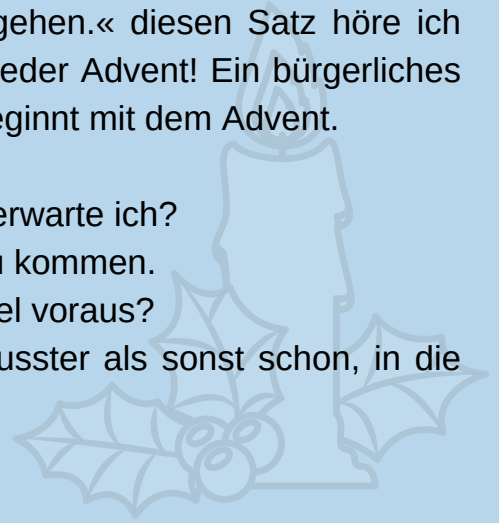 gehen.« diesen Satz höre ich
eder Advent! Ein bürgerliches
eginnt mit dem Advent.
erwarte ich?
u kommen.
el voraus?
usster als sonst schon, in die